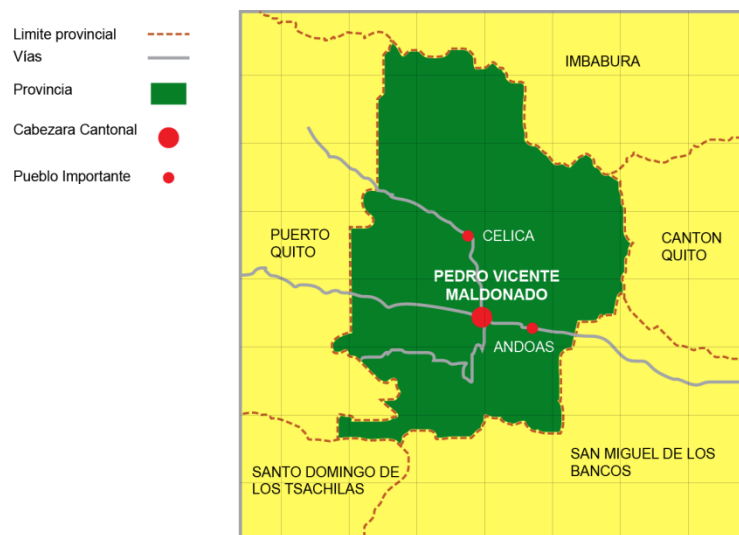 Limite provincial
Vías
Provincia
Cabezara Cantonal
Pueblo Importante
IMBABURA
PUERTO
QUITO
CELICA
CANTON
QUITO
PEDRO VICENTE
MALDONADO
ANDOAS
SANTO DOMINGO DE
LOS TSACHILAS
SAN MIGUEL DE LOS
BANCOS